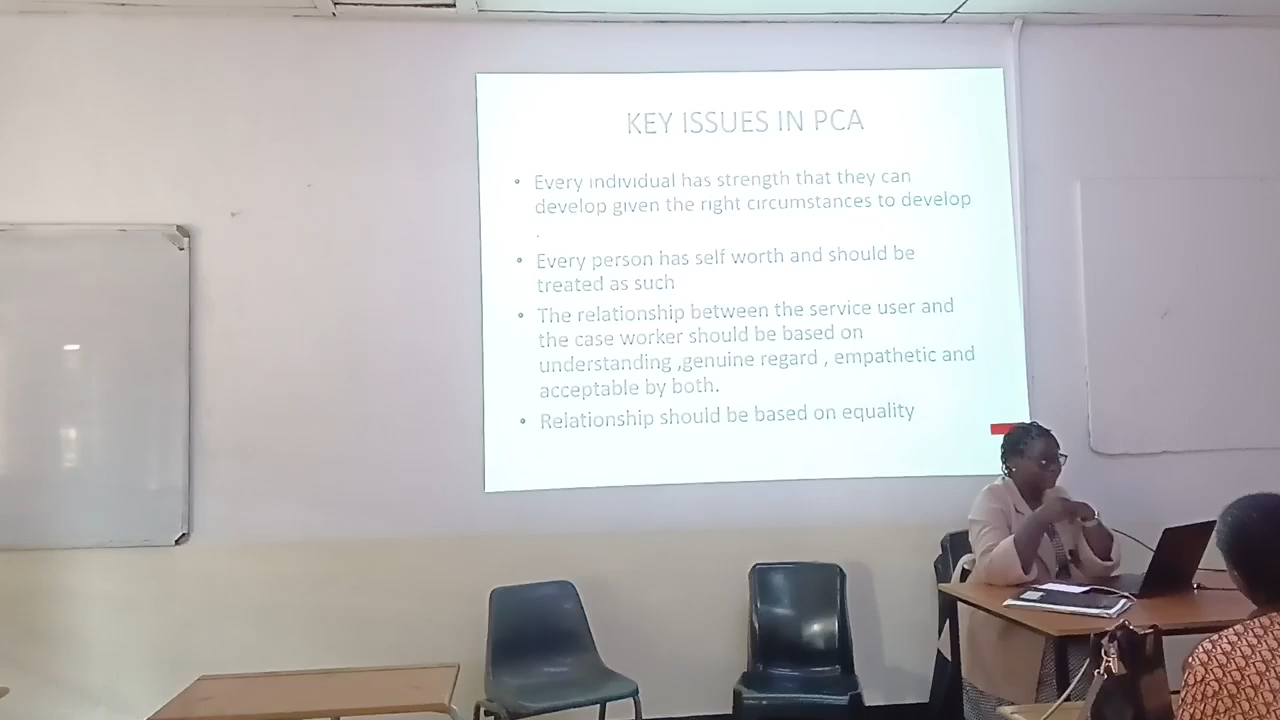 KEY ISSUES IN PCA
• Every individual has strength that they can
develop given the right circumstances to develop
.
• Every person has self worth and should be
treated as such
• The relationship between the service user and
the case worker should be based on
understanding ,genuine regard , empathetic and
acceptable by both.
• Relationship should be based on equality